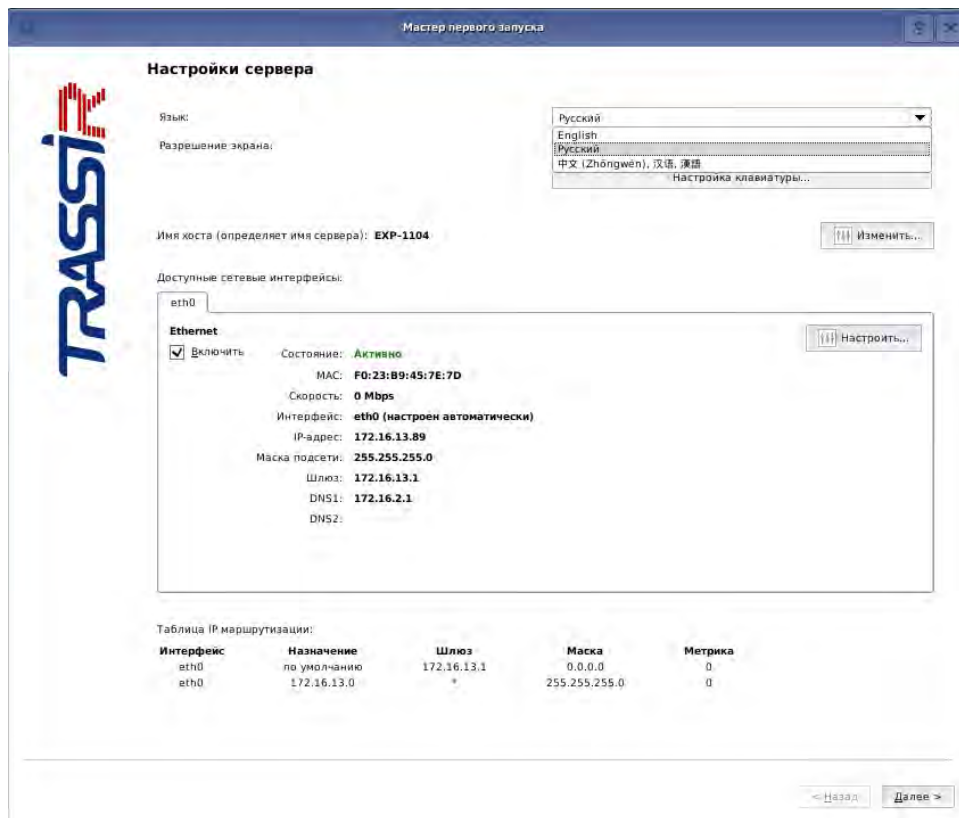 Мастер первого запуска
TRASSIR
Настройки сервера
Язык:
Русский
English
Русский
中文 (Zhōngwén), 汉语, 漢語
Разрешение экрана:
Настройка клавиатуры...
Имя хоста (определяет имя сервера): EXP-1104
Изменить...
Доступные сетевые интерфейсы:
eth0
Ethernet
Настроить...
Включить
Состояние: Активно
MAC: F0:23:B9:45:7E:7D
Скорость: 0 Mbps
Интерфейс: eth0 (настроен автоматически)
IP-адрес: 172.16.13.89
Маска подсети: 255.255.255.0
Шлюз: 172.16.13.1
DNS1: 172.16.2.1
DNS2:
Таблица IP маршрутизации:
Интерфейс Назначение Шлюз Маска Метрика
eth0 по умолчанию 172.16.13.1 0.0.0.0 0
eth0 172.16.13.0 * 255.255.255.0 0
< Назад
Далее >